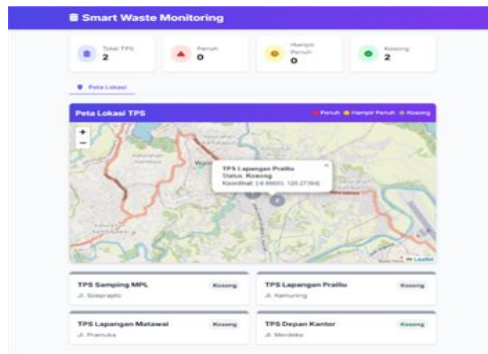 Smart Waste Monitoring
Total TPS
2
Penuh
0
Hampir
Penuh
0
Kosong
2
Peta Lokasi
Peta Lokasi TPS
Penuh Hampir Penuh Kosong
+
−
TPS Lapangan Prailiu
Status: Kosong
Koordinat:
Leaflet
TPS Samping MPL
Kosong
Jl. Soeprapto
TPS Lapangan Prailiu
Kosong
Jl. Kemuning
TPS Lapangan Matawai
Kosong
Jl. Pramuka
TPS Depan Kantor
Kosong
Jl. Merdeka